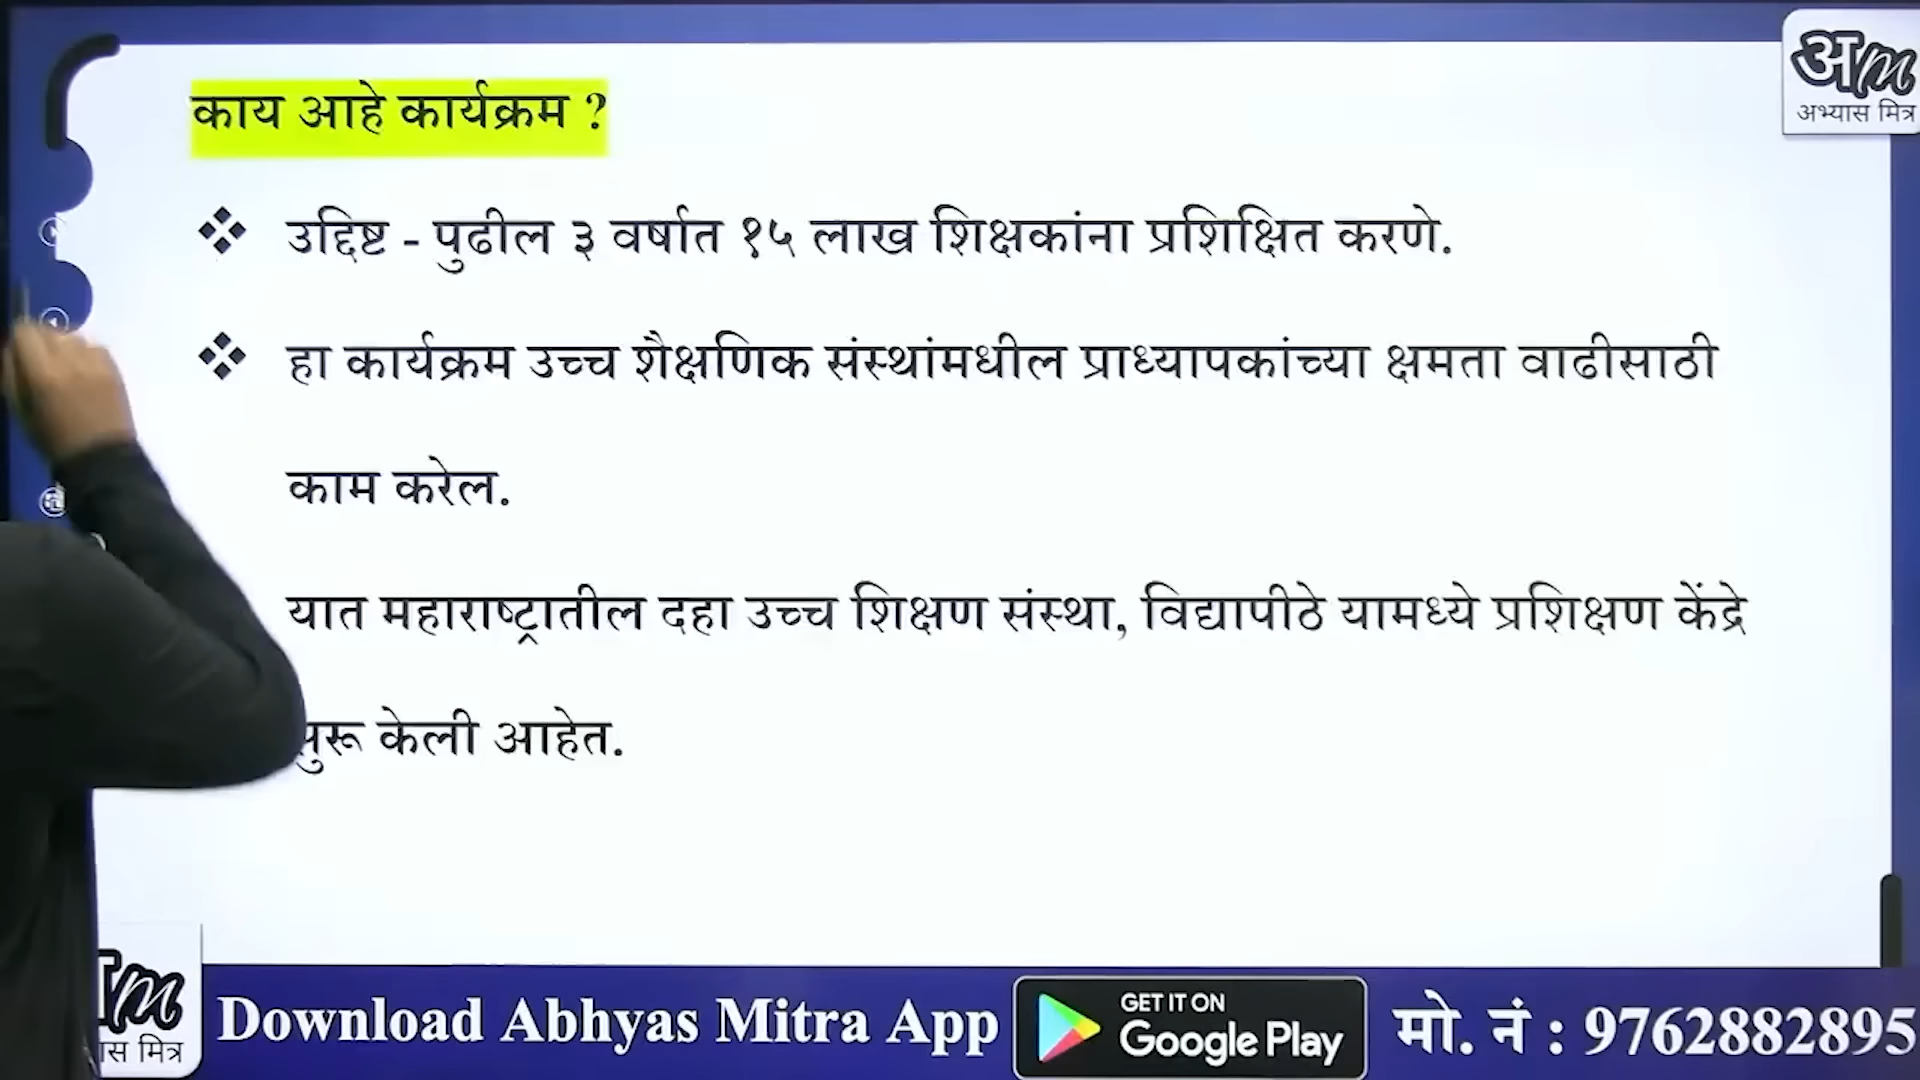 अm
अभ्यास मित्र
काय आहे कार्यक्रम ?
❖ उद्दिष्ट - पुढील ३ वर्षात १५ लाख शिक्षकांना प्रशिक्षित करणे.
❖ हा कार्यक्रम उच्च शैक्षणिक संस्थांमधील प्राध्यापकांच्या क्षमता वाढीसाठी
काम करेल.
यात महाराष्ट्रातील दहा उच्च शिक्षण संस्था, विद्यापीठे यामध्ये प्रशिक्षण केंद्रे
सुरू केली आहेत.
मित्र
Download Abhyas Mitra App
GET IT ON
Google Play
मो. नं : 9762882895